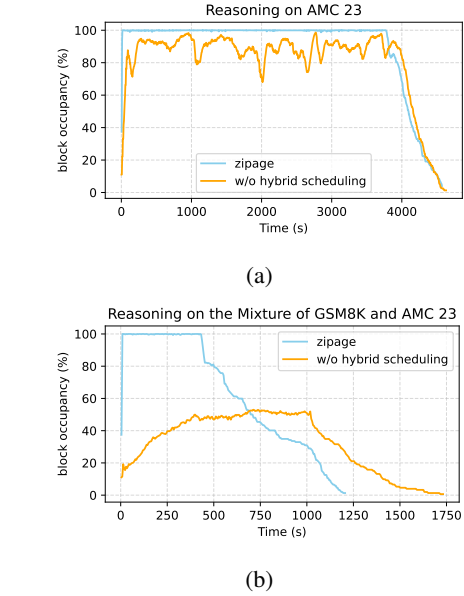 Reasoning on AMC 23
100
80
60
40
20
0
block occupancy (%)
zipage
w/o hybrid scheduling
0 1000 2000 3000 4000
Time (s)
(a)
Reasoning on the Mixture of GSM8K and AMC 23
100
80
60
40
20
0
block occupancy (%)
zipage
w/o hybrid scheduling
0 250 500 750 1000 1250 1500 1750
Time (s)
(b)